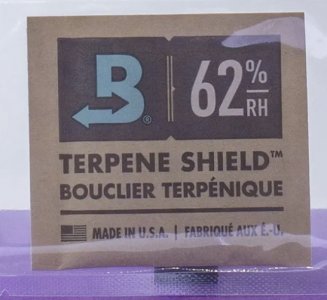 B®
62%
RH
TERPENE SHIELD™
BOUCLIER TERPÉNIQUE
MADE IN U.S.A. | FABRIQUÉ AUX É.-U.